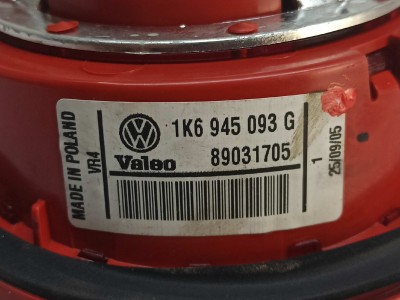 MADE IN POLAND
VR4
1K6 945 093 G
Valeo 89031705
1
25/09/05